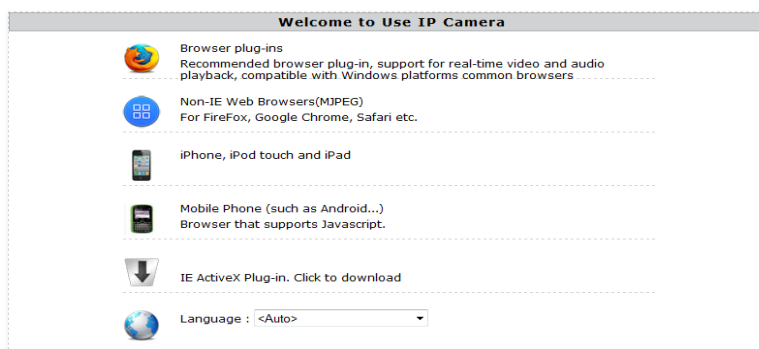 Welcome to Use IP Camera
Browser plug-ins
Recommended browser plug-in, support for real-time video and audio
playback, compatible with Windows platforms common browsers
Non-IE Web Browsers(MJPEG)
For FireFox, Google Chrome, Safari etc.
iPhone, iPod touch and iPad
Mobile Phone (such as Android...)
Browser that supports Javascript.
IE ActiveX Plug-in. Click to download
Language : <Auto>